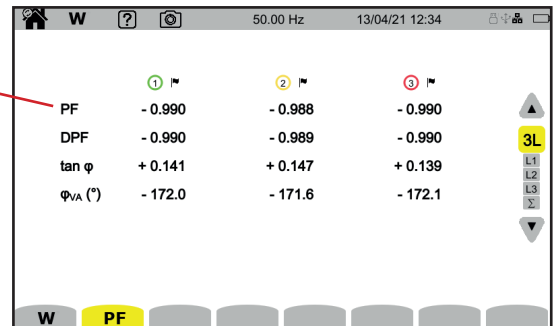 W ? 50.00 Hz 13/04/21 12:34
1 2 3
PF - 0.990 - 0.988 - 0.990
DPF - 0.990 - 0.989 - 0.990
tan φ + 0.141 + 0.147 + 0.139
φVA (°) - 172.0 - 171.6 - 172.1
3L
L1
L2
L3
Σ
W PF